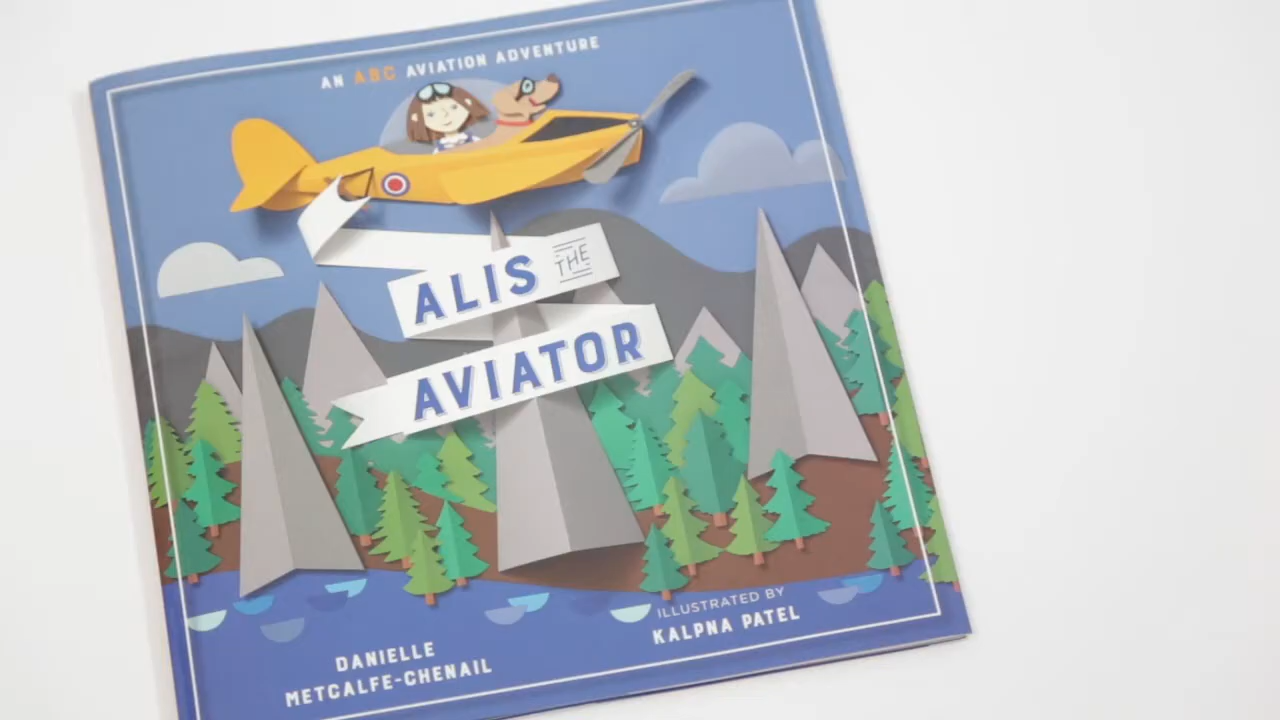 AN ABC AVIATION ADVENTURE
ALIS THE
AVIATOR
ILLUSTRATED BY
KALPNA PATEL
DANIELLE
METCALFE-CHENAIL